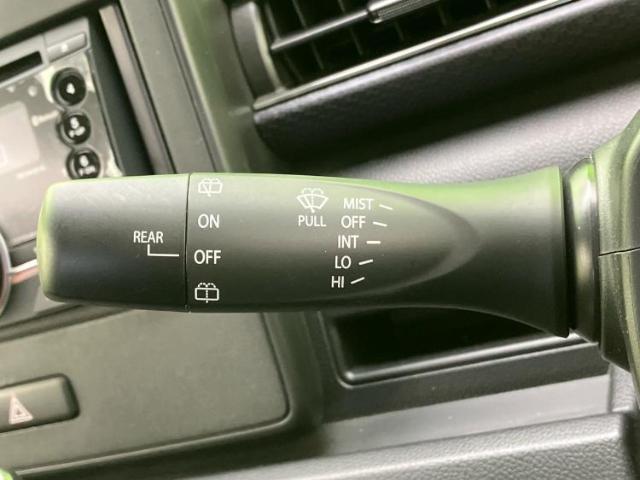 REAR
ON
OFF
PULL
MIST
OFF
INT
LO
HI